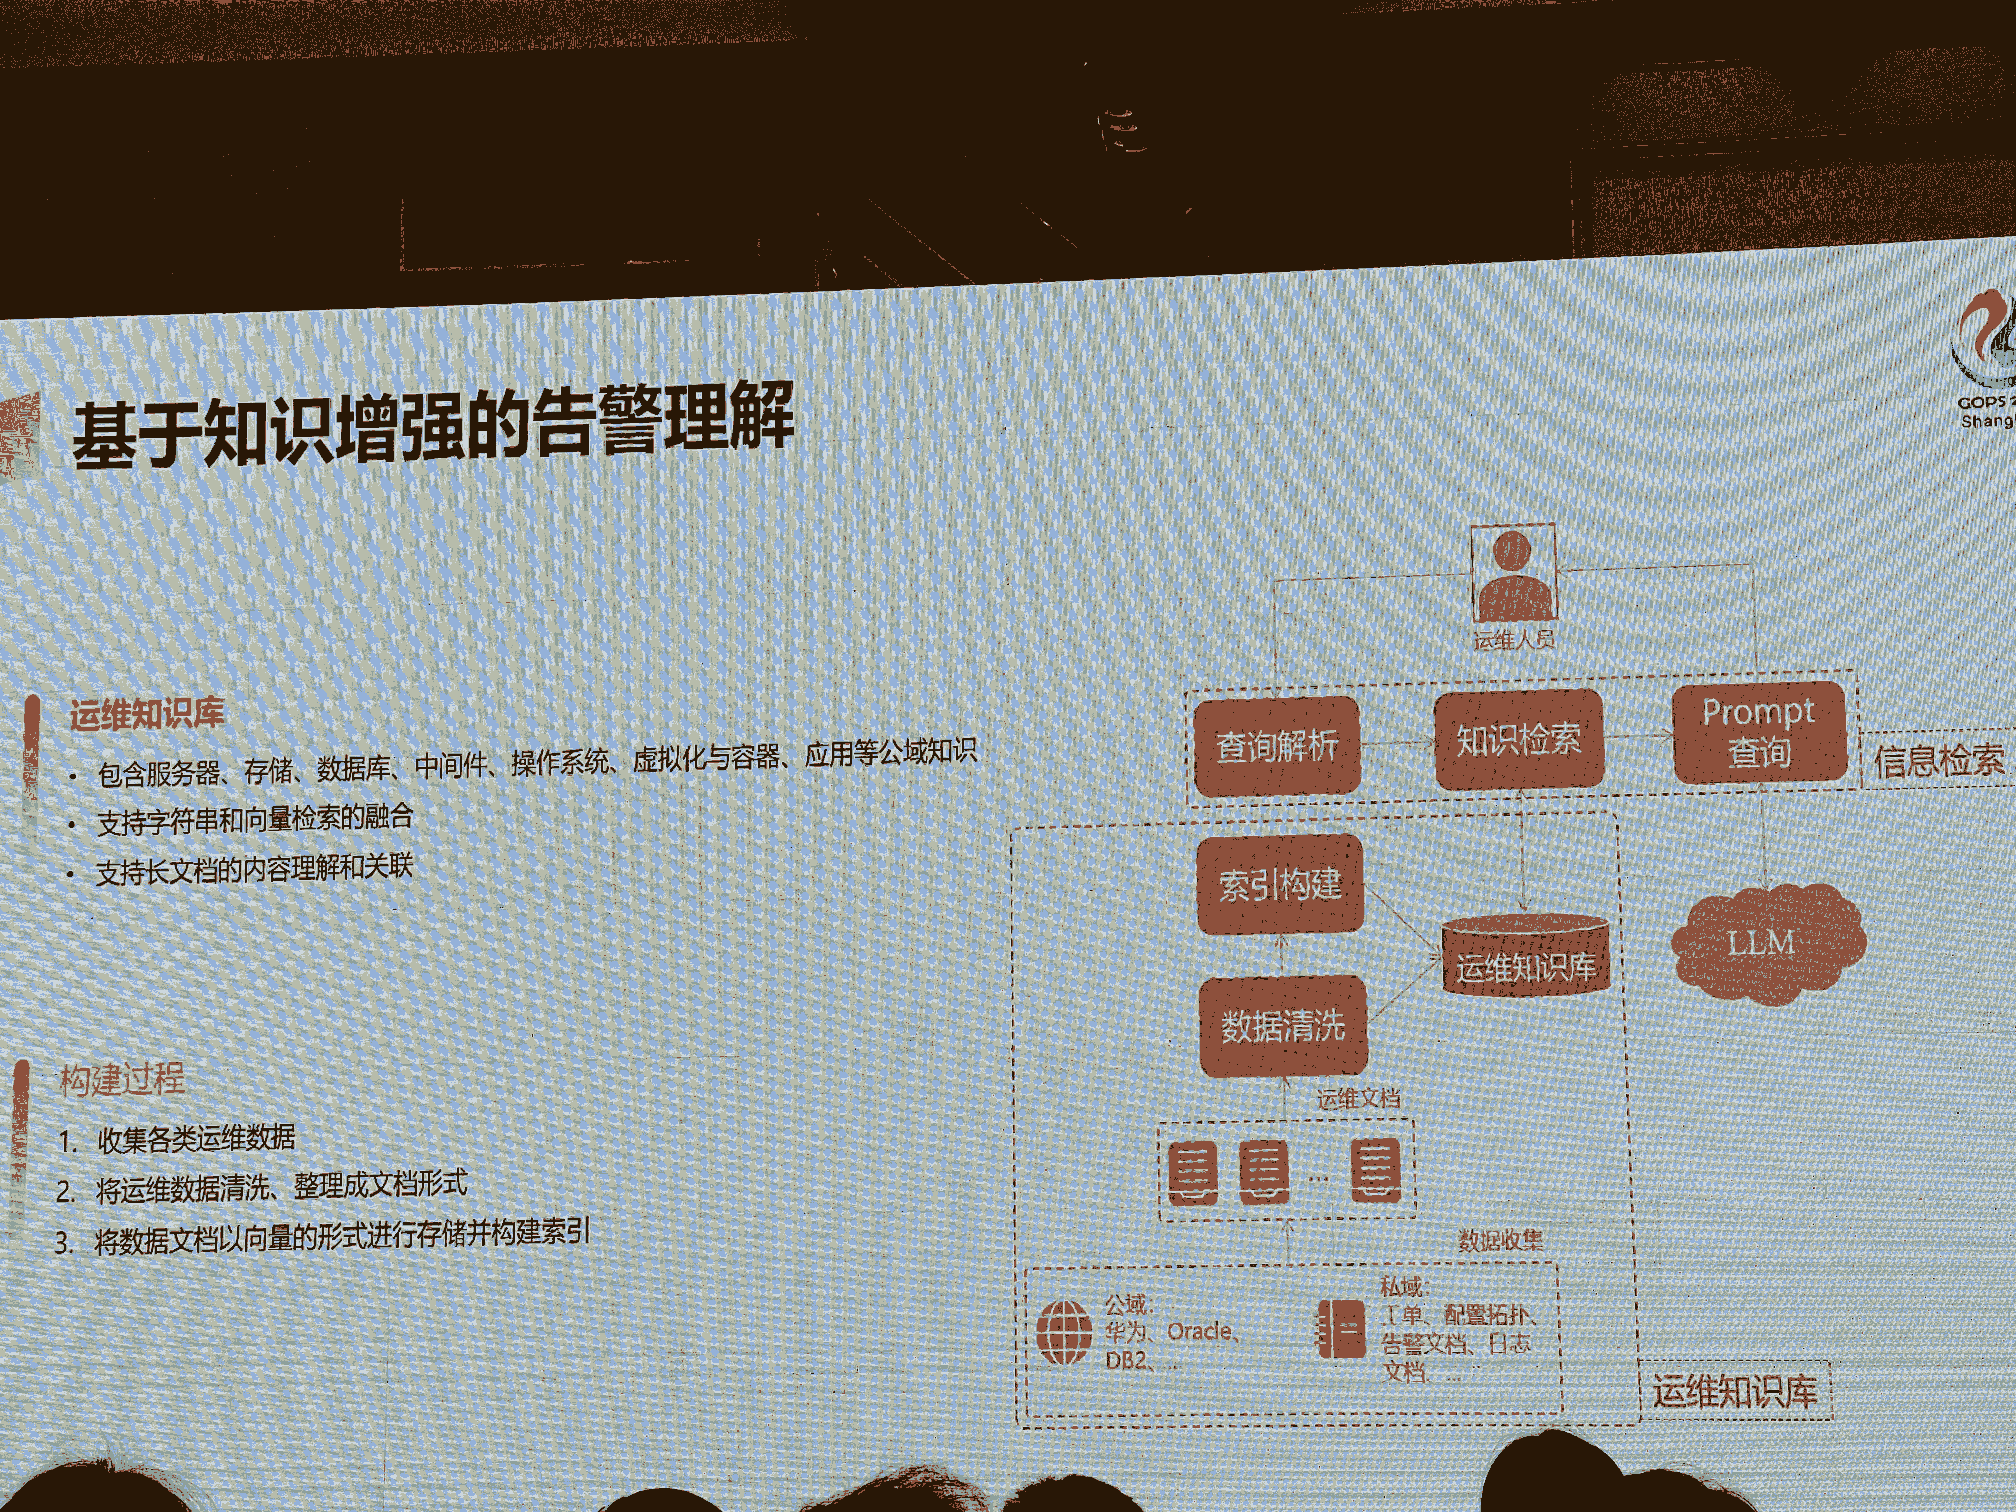 基于知识增强的告警理解
GOPS
Shang
运维知识库
• 包含服务器、存储、数据库、中间件、操作系统、虚拟化与容器、应用等公域知识
• 支持字符串和向量检索的融合
• 支持长文档的内容理解和关联
构建过程
1. 收集各类运维数据
2. 将运维数据清洗、整理成文档形式
3. 将数据文档以向量的形式进行存储并构建索引
运维人员
查询解析
知识检索
Prompt
查询
信息检索
索引构建
运维知识库
LLM
数据清洗
运维文档
...
数据收集
公域:
华为、Oracle、
DB2、...
私域:
工单、配置拓扑、
告警文档、日志
文档、...
运维知识库